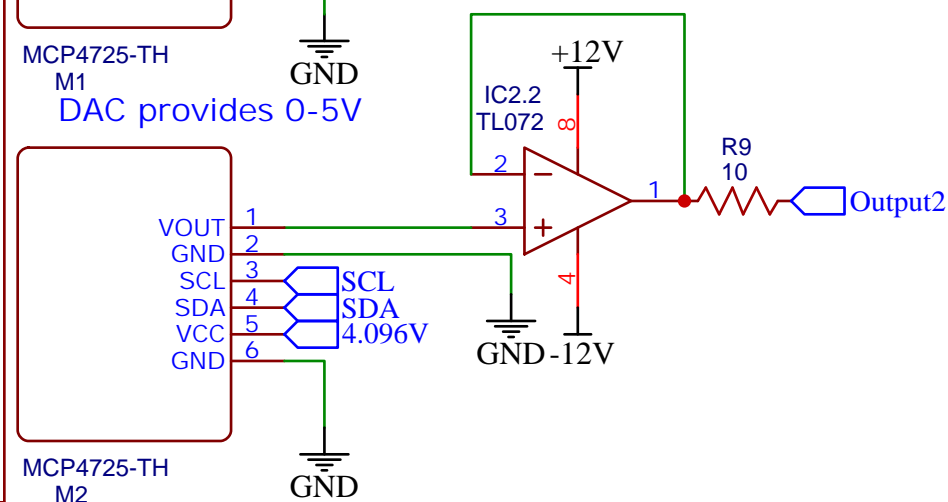 MCP4725-TH
M1
GND
DAC provides 0-5V
+12V
IC2.2
TL072
8
2
3
1
4
R9
10
Output2
VOUT 1
GND 2
SCL 3 SCL
SDA 4 SDA
VCC 5 4.096V
GND 6
GND
-12V
GND
MCP4725-TH
M2